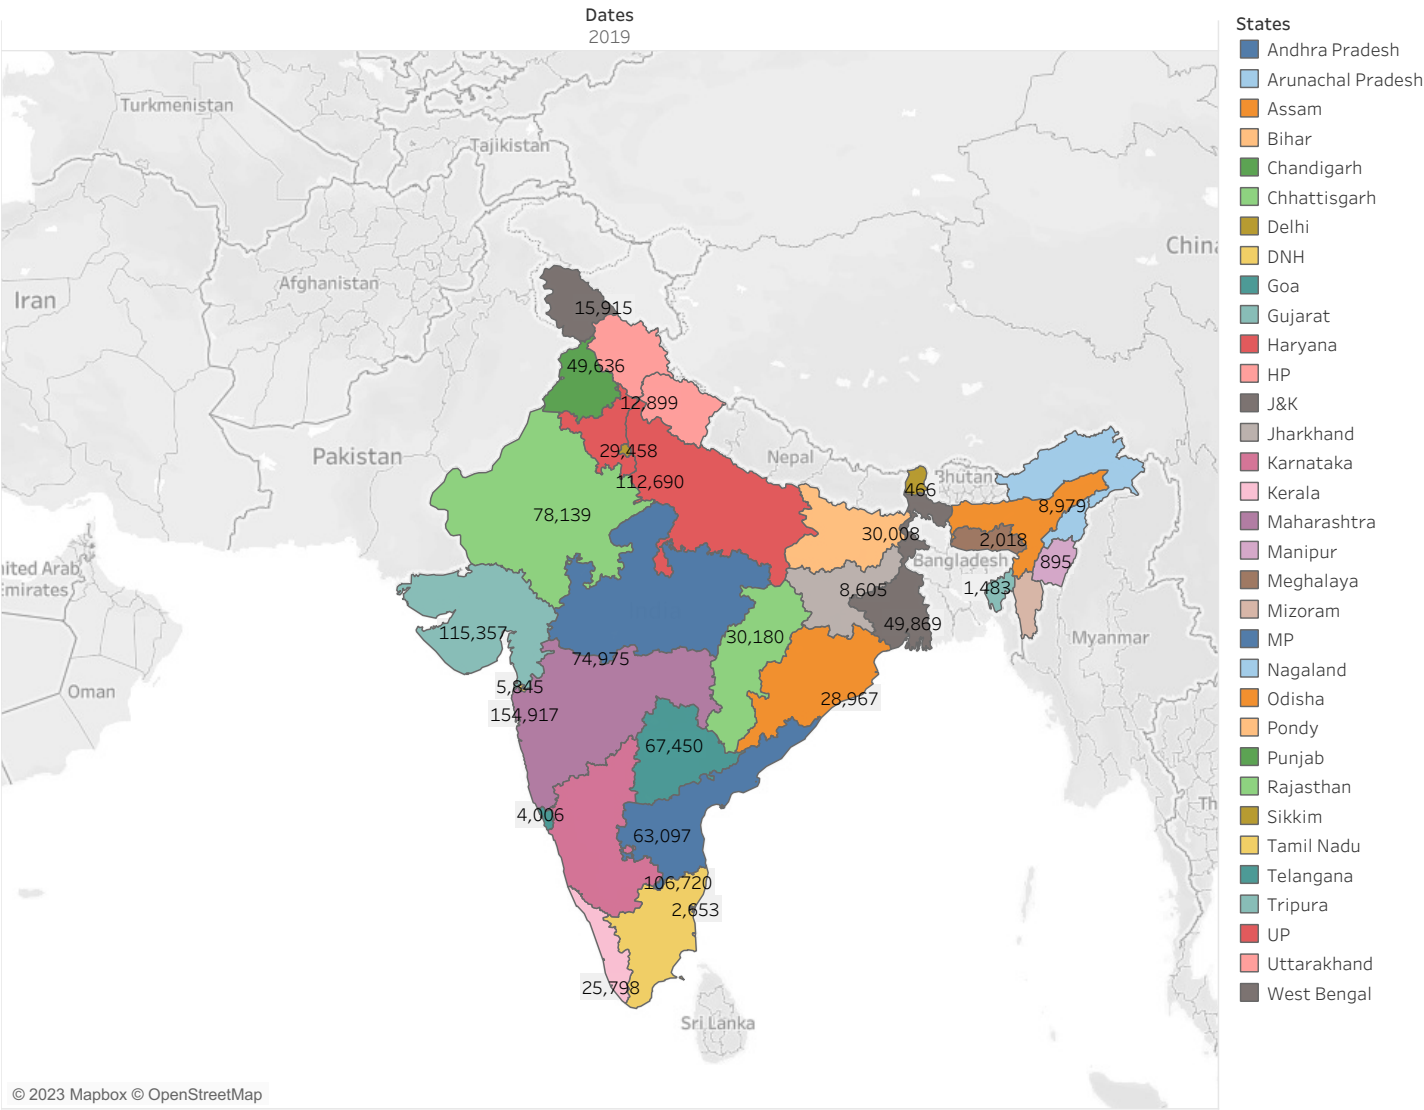 Dates
2019
States
Andhra Pradesh
Arunachal Pradesh
Assam
Bihar
Chandigarh
Chhattisgarh
Delhi
DNH
Goa
Gujarat
Haryana
HP
J&K
Jharkhand
Karnataka
Kerala
Maharashtra
Manipur
Meghalaya
Mizoram
MP
Nagaland
Odisha
Pondy
Punjab
Rajasthan
Sikkim
Tamil Nadu
Telangana
Tripura
UP
Uttarakhand
West Bengal
Turkmenistan
Tajikistan
China
Afghanistan
Iran
15,915
49,636
12,899
Pakistan
29,458
Nepal
112,690
Bhutan
466
8,979
78,139
30,008
2,018
Bangladesh
895
nited Arab
Emirates
8,605
1,483
115,357
30,180
49,869
Myanmar
74,975
5,845
Oman
28,967
154,917
67,450
Th
4,006
63,097
106,720
2,653
25,798
Sri Lanka
© 2023 Mapbox © OpenStreetMap